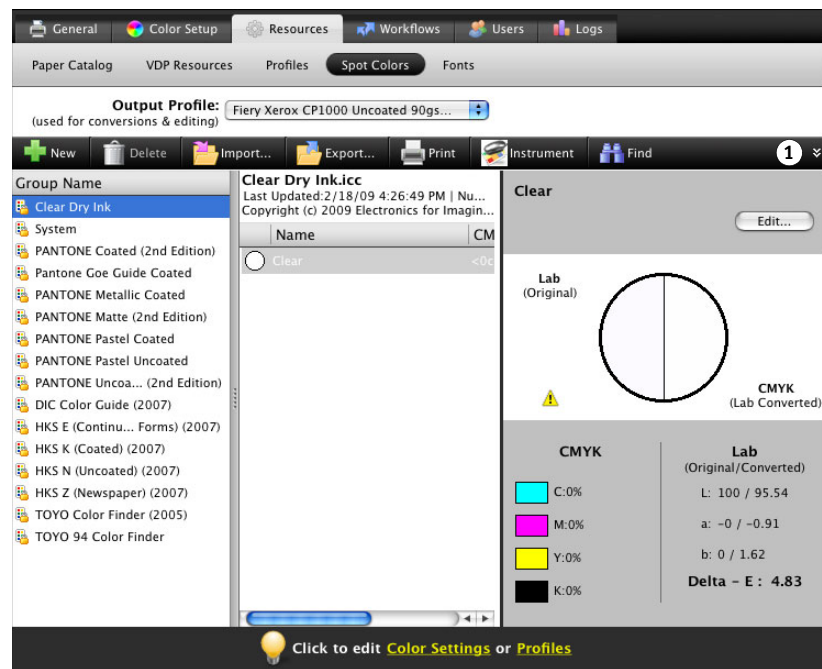 General Color Setup Resources Workflows Users Logs
Paper Catalog VDP Resources Profiles Spot Colors Fonts
Output Profile: Fiery Xerox CP1000 Uncoated 90gs...
(used for conversions & editing)
New Delete Import... Export... Print Instrument Find 1
Group Name
Clear Dry Ink
System
PANTONE Coated (2nd Edition)
Pantone Goe Guide Coated
PANTONE Metallic Coated
PANTONE Matte (2nd Edition)
PANTONE Pastel Coated
PANTONE Pastel Uncoated
PANTONE Uncoa... (2nd Edition)
DIC Color Guide (2007)
HKS E (Continu... Forms) (2007)
HKS K (Coated) (2007)
HKS N (Uncoated) (2007)
HKS Z (Newspaper) (2007)
TOYO Color Finder (2005)
TOYO 94 Color Finder
Clear Dry Ink.icc
Last Updated:2/18/09 4:26:49 PM | Nu...
Copyright (c) 2009 Electronics for Imagin...
Name CM
Clear <0c
Clear
Edit...
Lab
(Original)
CMYK
(Lab Converted)
CMYK
C:0%
M:0%
Y:0%
K:0%
Lab
(Original/Converted)
L: 100 / 95.54
a: -0 / -0.91
b: 0 / 1.62
Delta - E : 4.83
Click to edit Color Settings or Profiles